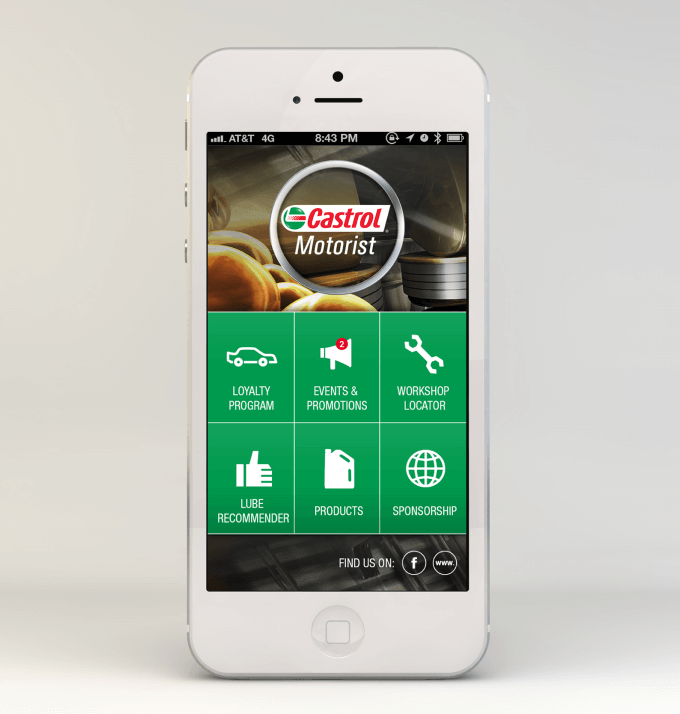 AT&T 4G 8:43 PM
Castrol
Motorist
2
LOYALTY
PROGRAM
EVENTS &
PROMOTIONS
WORKSHOP
LOCATOR
LUBE
RECOMMENDER
PRODUCTS
SPONSORSHIP
FIND US ON: f www.